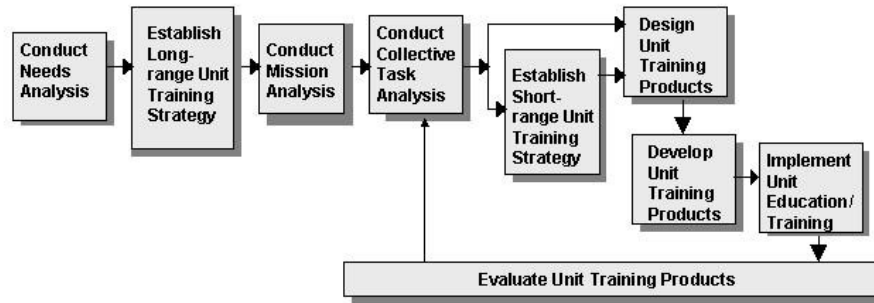 Conduct
Needs
Analysis
Establish
Long-
range Unit
Training
Strategy
Conduct
Mission
Analysis
Conduct
Collective
Task
Analysis
Establish
Short-
range Unit
Training
Strategy
Design
Unit
Training
Products
Develop
Unit
Training
Products
Implement
Unit
Education/
Training
Evaluate Unit Training Products